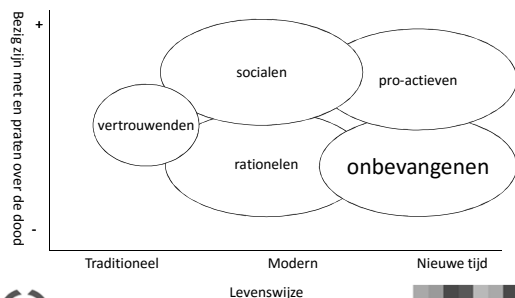 Bezig zijn met en praten over de dood
+
-
socialen
pro-actieven
vertrouwenden
rationelen
onbevangenen
Traditioneel Modern Nieuwe tijd
Levenswijze